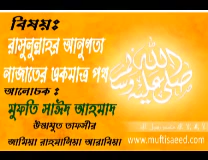 বিষয়ঃ
রাসুলুল্লাহর আনুগত্য
নাজাতের একমাত্র পথ
আলোচক :
মুফতি সাঈদ আহমাদ
উস্তাযুত তাফসীর
জামিয়া রাহমানিয়া আরাবিয়া
www.muftisaeed.com